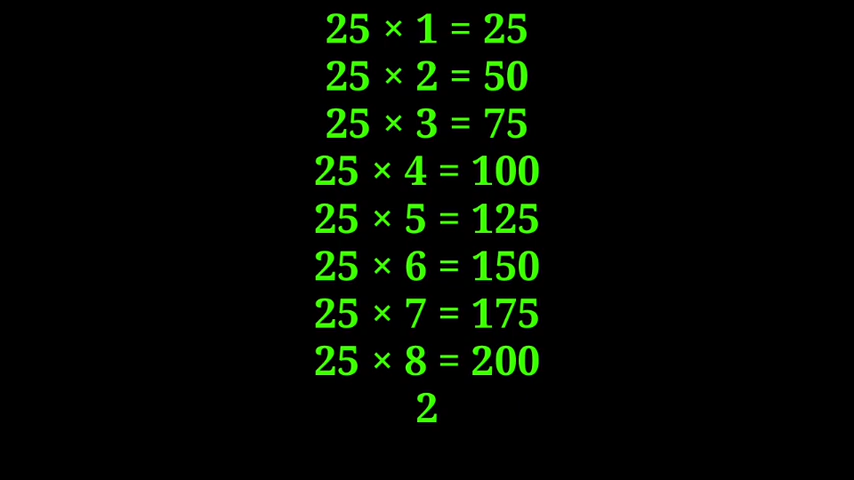 25 × 1 = 25
25 × 2 = 50
25 × 3 = 75
25 × 4 = 100
25 × 5 = 125
25 × 6 = 150
25 × 7 = 175
25 × 8 = 200
2